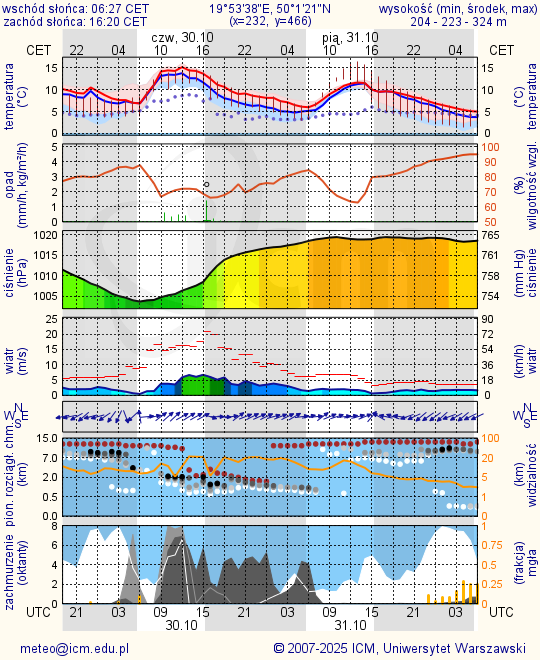 wschód słońca: 06:27 CET 19°53'38"E, 50°1'21"N wysokość (min, środek, max)
zachód słońca: 16:20 CET (x=232, y=466) 204 - 223 - 324 m
czw, 30.10 pią, 31.10
CET 22 04 10 16 22 04 10 16 22 04 CET
temperatura (°C) 15 10 5 0 15 10 5 0 (°C) temperatura
opad (mm/h, kg/m²/h) 5 4 3 2 1 0 100 90 80 70 60 50 (%) wilgotność wzgl.
ciśnienie (hPa) 1020 1015 1010 1005 765 761 758 754 (mm Hg) ciśnienie
wiatr (m/s) 25 20 15 10 5 0 90 72 54 36 18 0 (km/h) wiatr
N W E S N W E S
pion. rozciągł. chm. (km) 15.0 7.0 2.0 0.5 0.0 100 20 5 1 0 (km) widzialność
zachmurzenie (oktanty) 8 6 4 2 0 1 0.75 0.5 0.25 0 (frakcja) mgła
UTC 21 03 09 15 21 03 09 15 21 03 UTC
30.10 31.10
meteo@icm.edu.pl © 2007-2025 ICM, Uniwersytet Warszawski